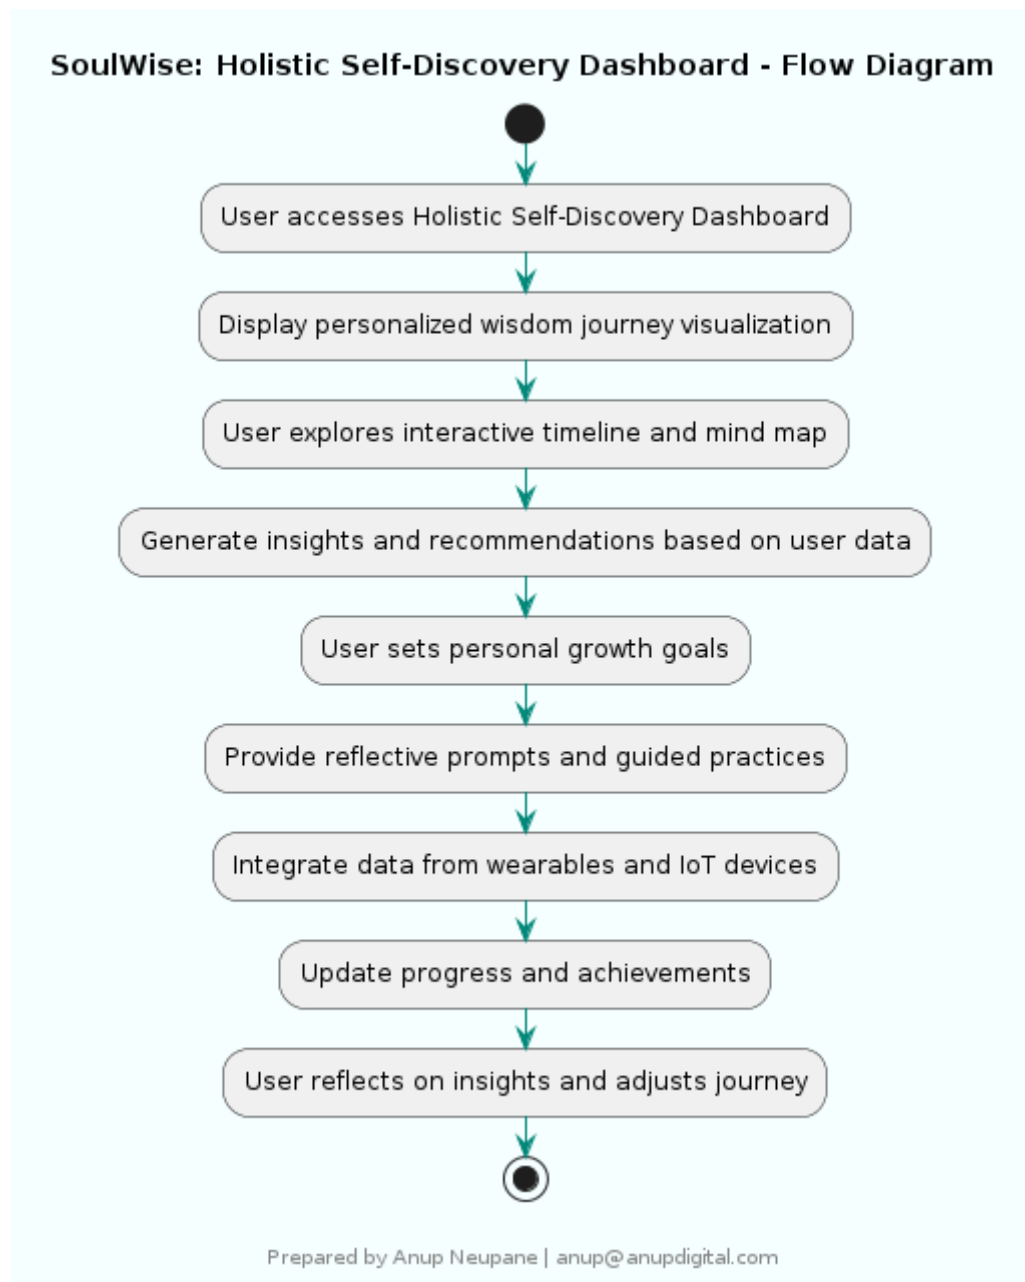 SoulWise: Holistic Self-Discovery Dashboard - Flow Diagram
User accesses Holistic Self-Discovery Dashboard
Display personalized wisdom journey visualization
User explores interactive timeline and mind map
Generate insights and recommendations based on user data
User sets personal growth goals
Provide reflective prompts and guided practices
Integrate data from wearables and IoT devices
Update progress and achievements
User reflects on insights and adjusts journey
Prepared by Anup Neupane | anup@anupdigital.com